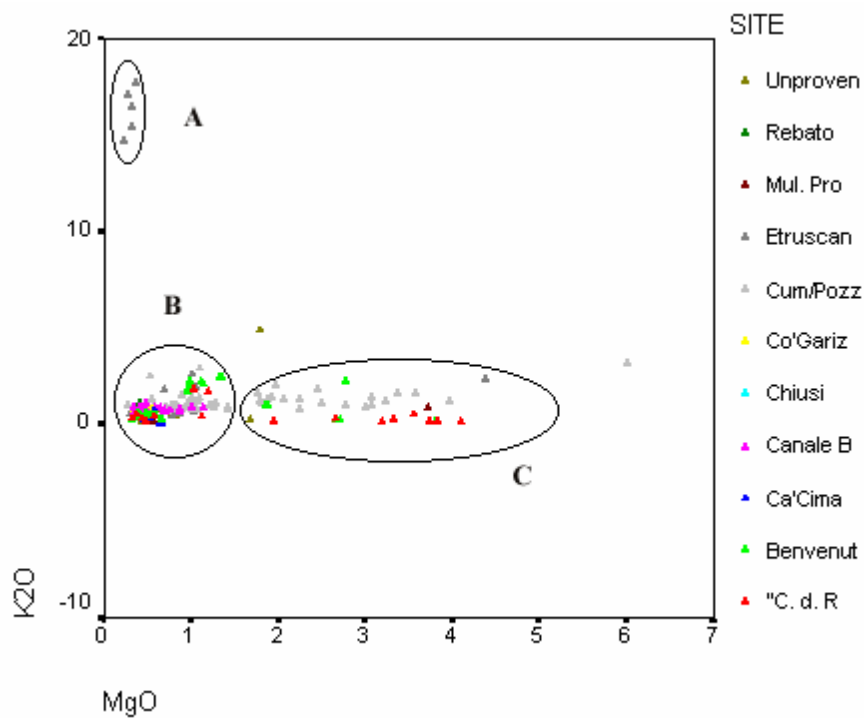 SITE
Unproven
Rebato
Mul. Pro
Etruscan
Cum/Pozz
Co'Gariz
Chiusi
Canale B
Ca'Cima
Benvenut
"C. d. R
A
B
C
20
10
0
-10
K2O
0 1 2 3 4 5 6 7
MgO